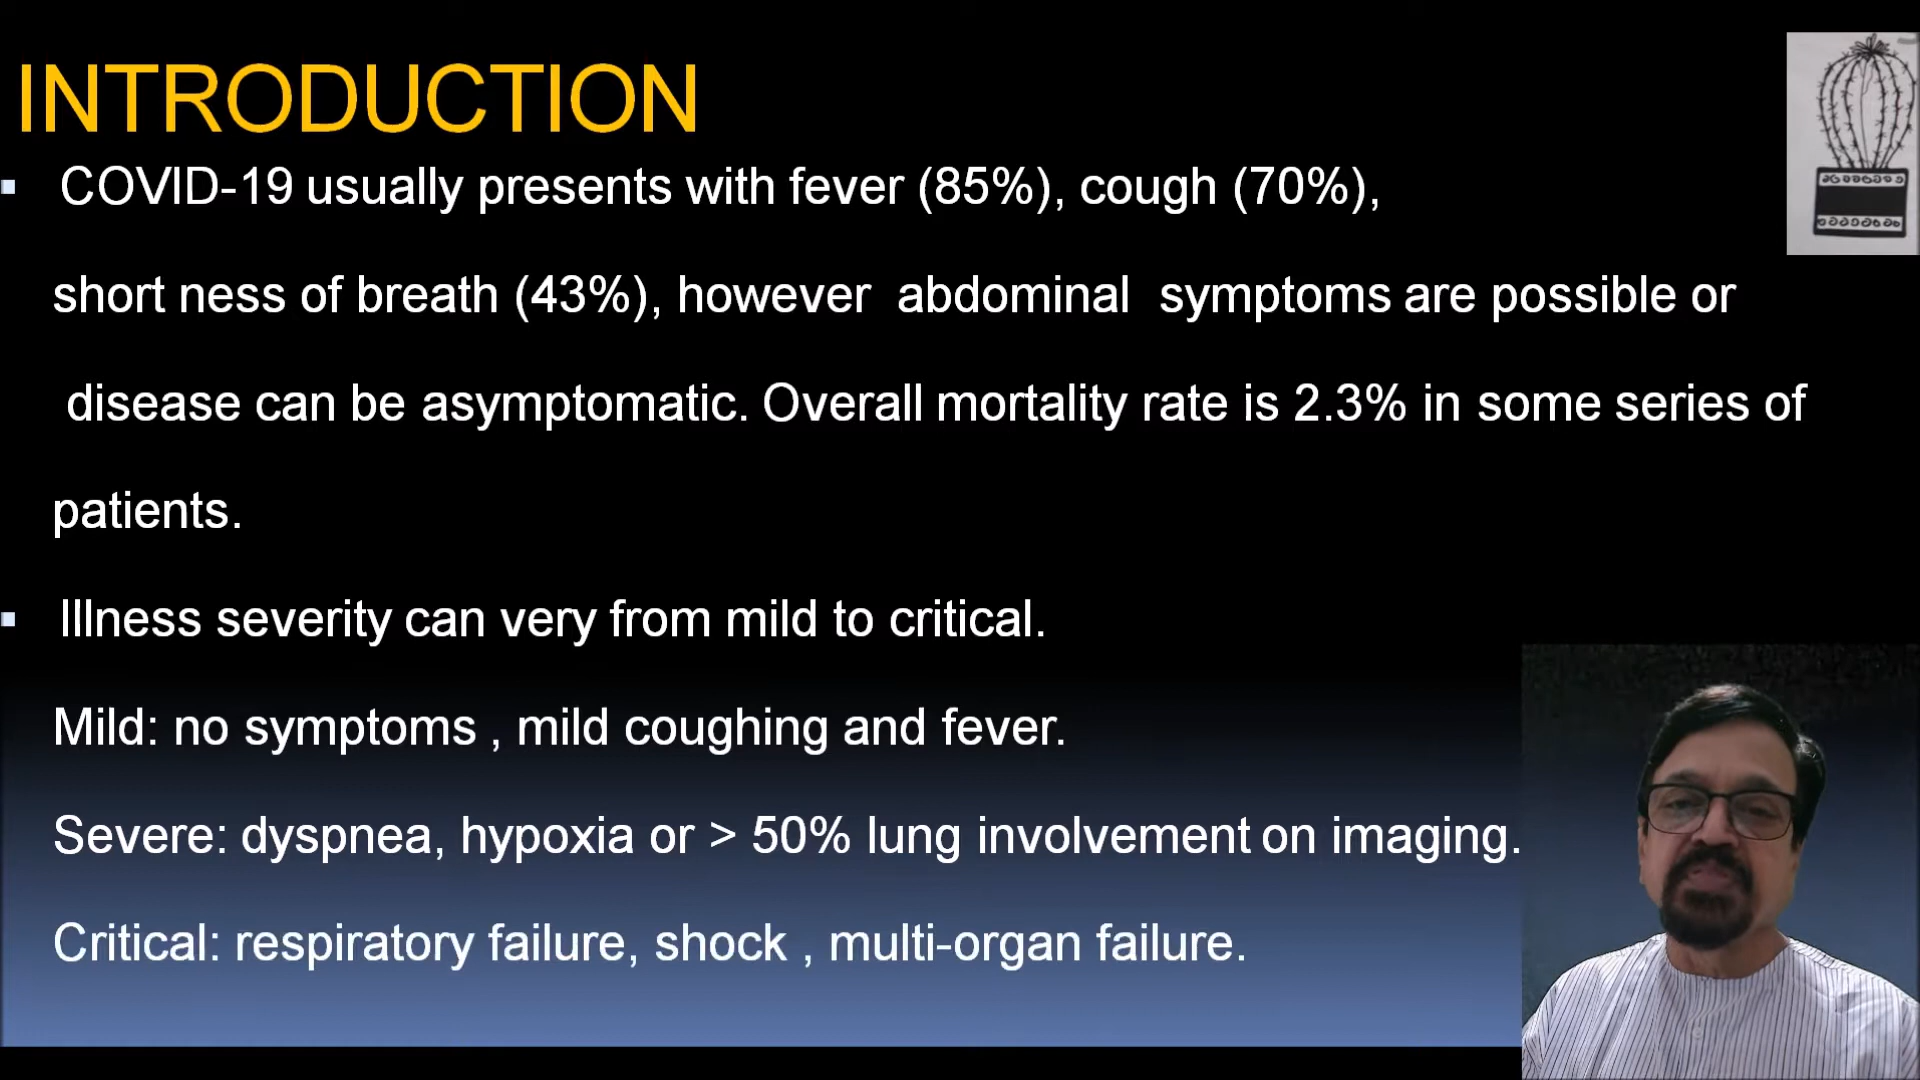 INTRODUCTION
COVID-19 usually presents with fever (85%), cough (70%),
short ness of breath (43%), however abdominal symptoms are possible or
disease can be asymptomatic. Overall mortality rate is 2.3% in some series of
patients.
Illness severity can very from mild to critical.
Mild: no symptoms , mild coughing and fever.
Severe: dyspnea, hypoxia or > 50% lung involvement on imaging.
Critical: respiratory failure, shock , multi-organ failure.